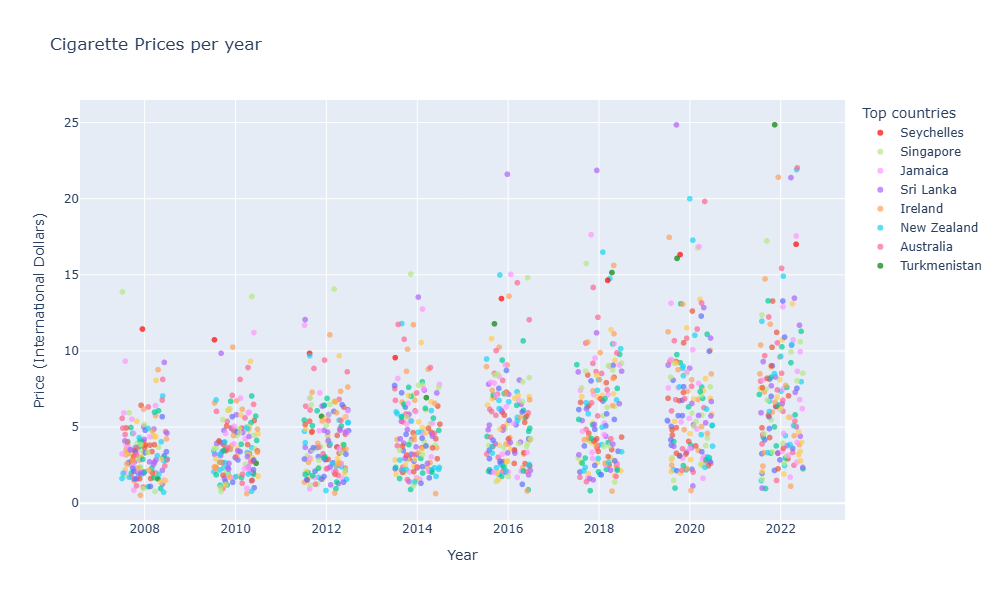 Cigarette Prices per year
Top countries
Seychelles
Singapore
Jamaica
Sri Lanka
Ireland
New Zealand
Australia
Turkmenistan
Price (International Dollars)
25
20
15
10
5
0
2008
2010
2012
2014
2016
2018
2020
2022
Year